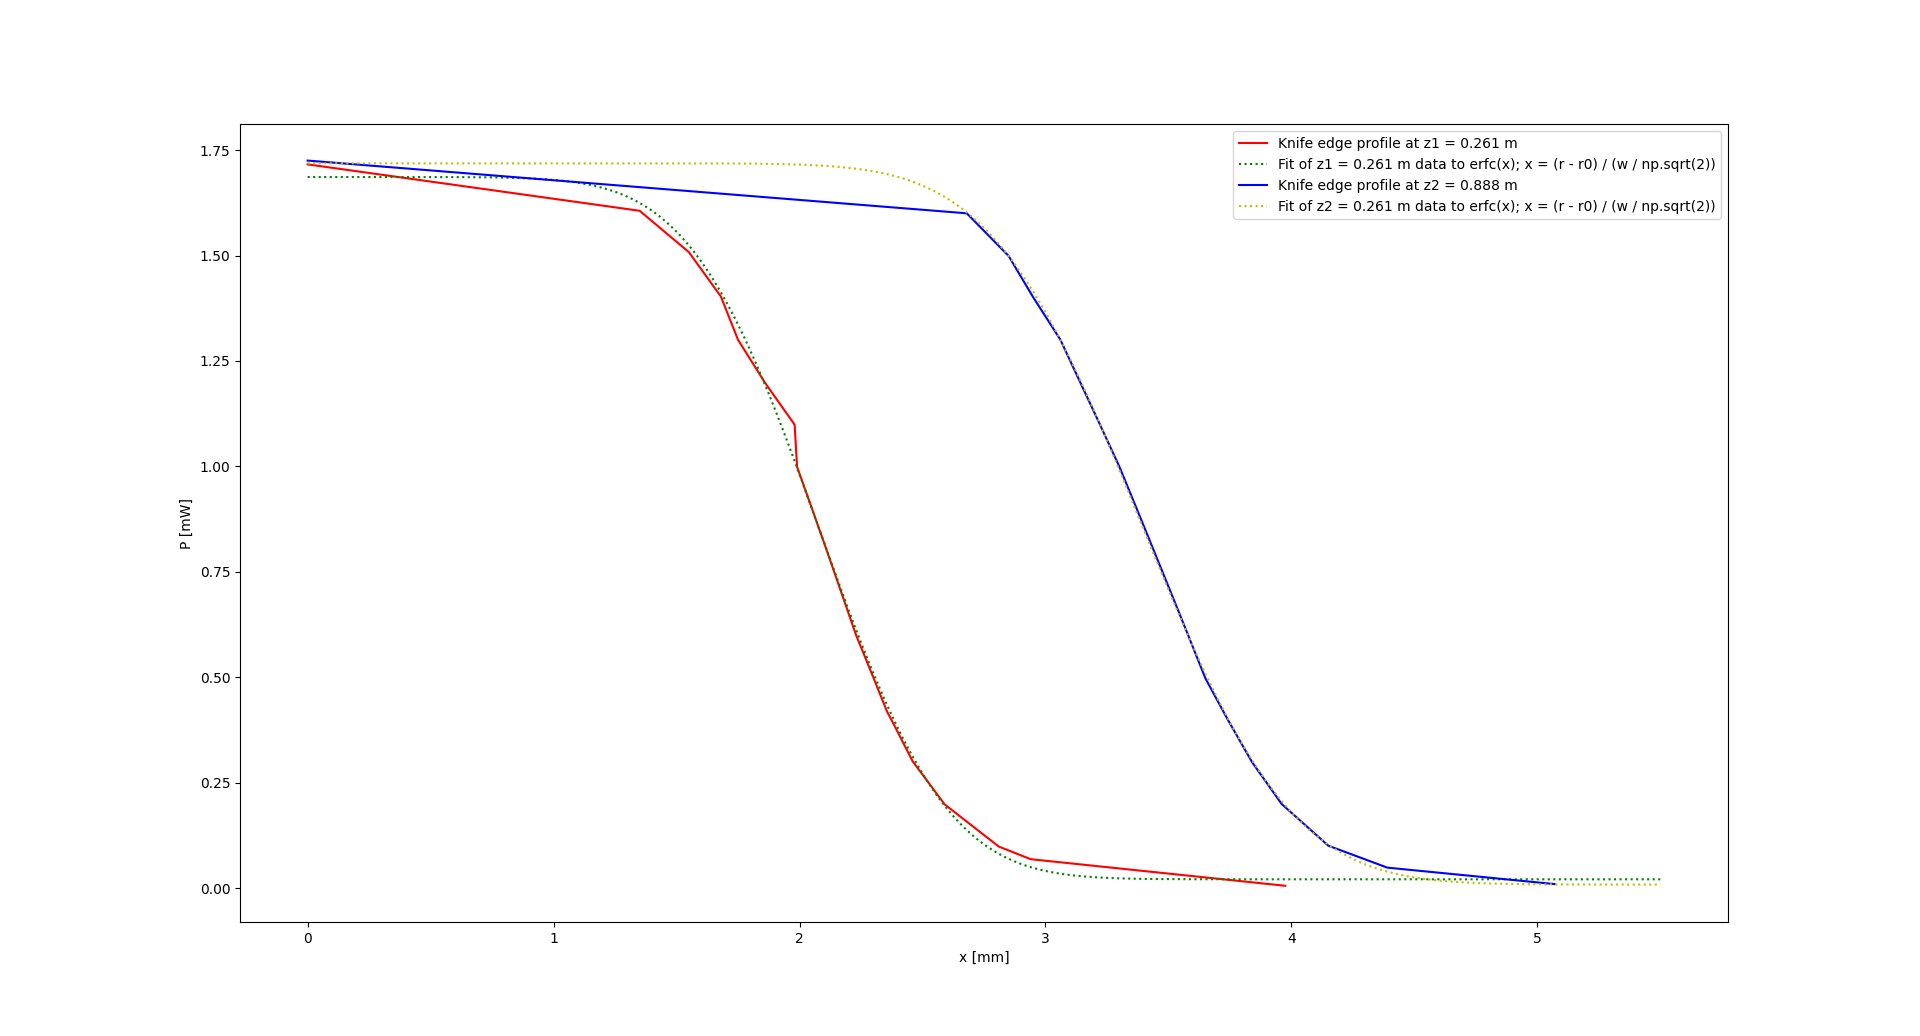 Knife edge profile at z1 = 0.261 m
Fit of z1 = 0.261 m data to erfc(x); x = (r - r0) / (w / np.sqrt(2))
Knife edge profile at z2 = 0.888 m
Fit of z2 = 0.261 m data to erfc(x); x = (r - r0) / (w / np.sqrt(2))
1.75
1.50
1.25
1.00
0.75
0.50
0.25
0.00
P [mW]
0 1 2 3 4 5
x [mm]